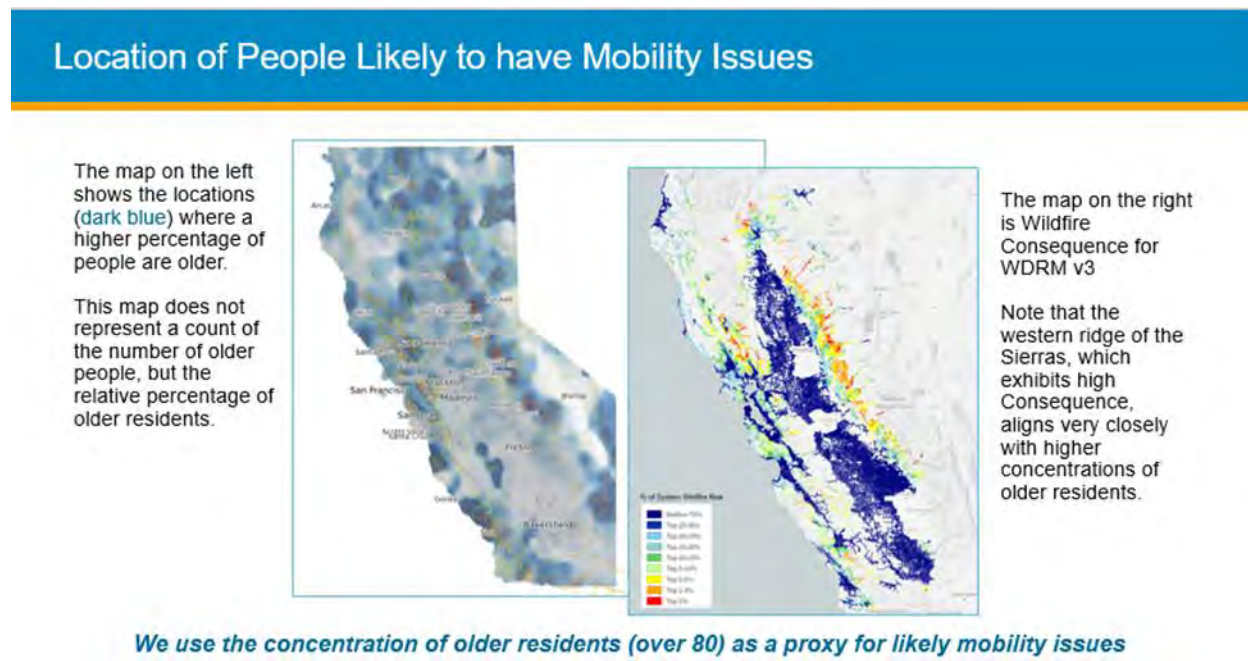 Location of People Likely to have Mobility Issues
The map on the left
shows the locations
(dark blue) where a
higher percentage of
people are older.
This map does not
represent a count of
the number of older
people, but the
relative percentage of
older residents.
San Francisco
Fresno
Bakersfield
% of System Wildfire Risk
The map on the right
is Wildfire
Consequence for
WDRM v3
Note that the
western ridge of the
Sierras, which
exhibits high
Consequence,
aligns very closely
with higher
concentrations of
older residents.
We use the concentration of older residents (over 80) as a proxy for likely mobility issues